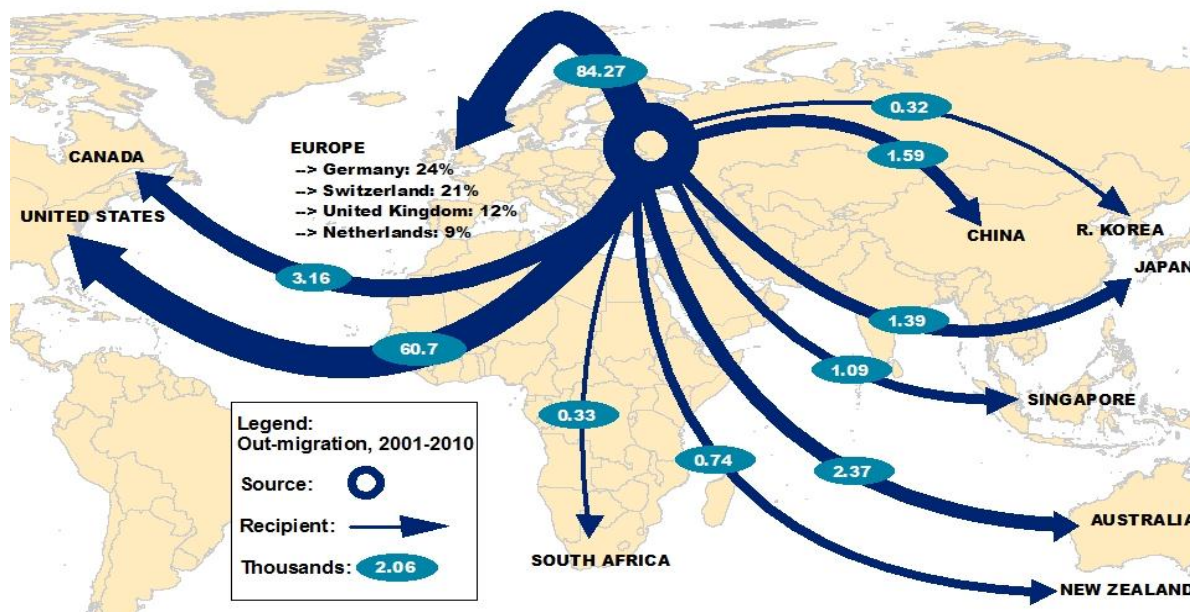 84.27
0.32
1.59
CANADA
EUROPE
--> Germany: 24%
--> Switzerland: 21%
--> United Kingdom: 12%
--> Netherlands: 9%
UNITED STATES
CHINA
R. KOREA
JAPAN
3.16
1.39
60.7
1.09
SINGAPORE
0.33
0.74
2.37
Legend:
Out-migration, 2001-2010
Source:
Recipient:
Thousands: 2.06
AUSTRALIA
SOUTH AFRICA
NEW ZEALAND